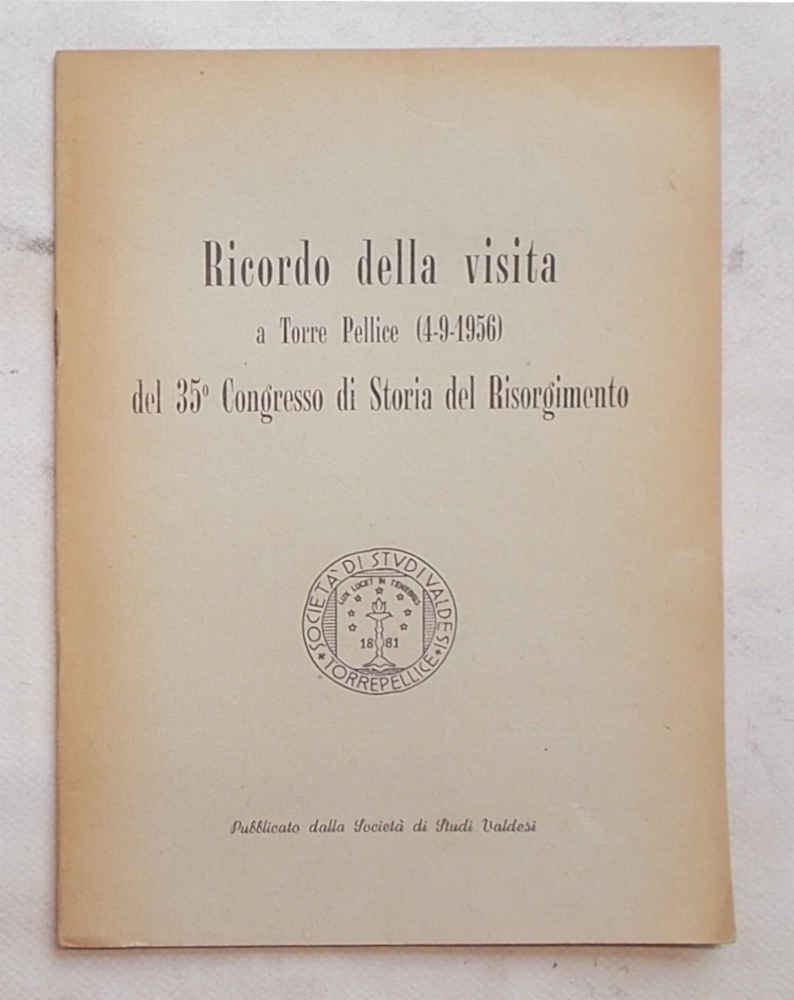 Ricordo della visita
a Torre Pellice (4-9-1956)
del 35º Congresso di Storia del Risorgimento
SOCIETÀ DI STVDI VALDESI
LUX LUCET IN TENEBRIS
18 81
* TORREPELLICE *
Pubblicato dalla Società di Studi Valdesi